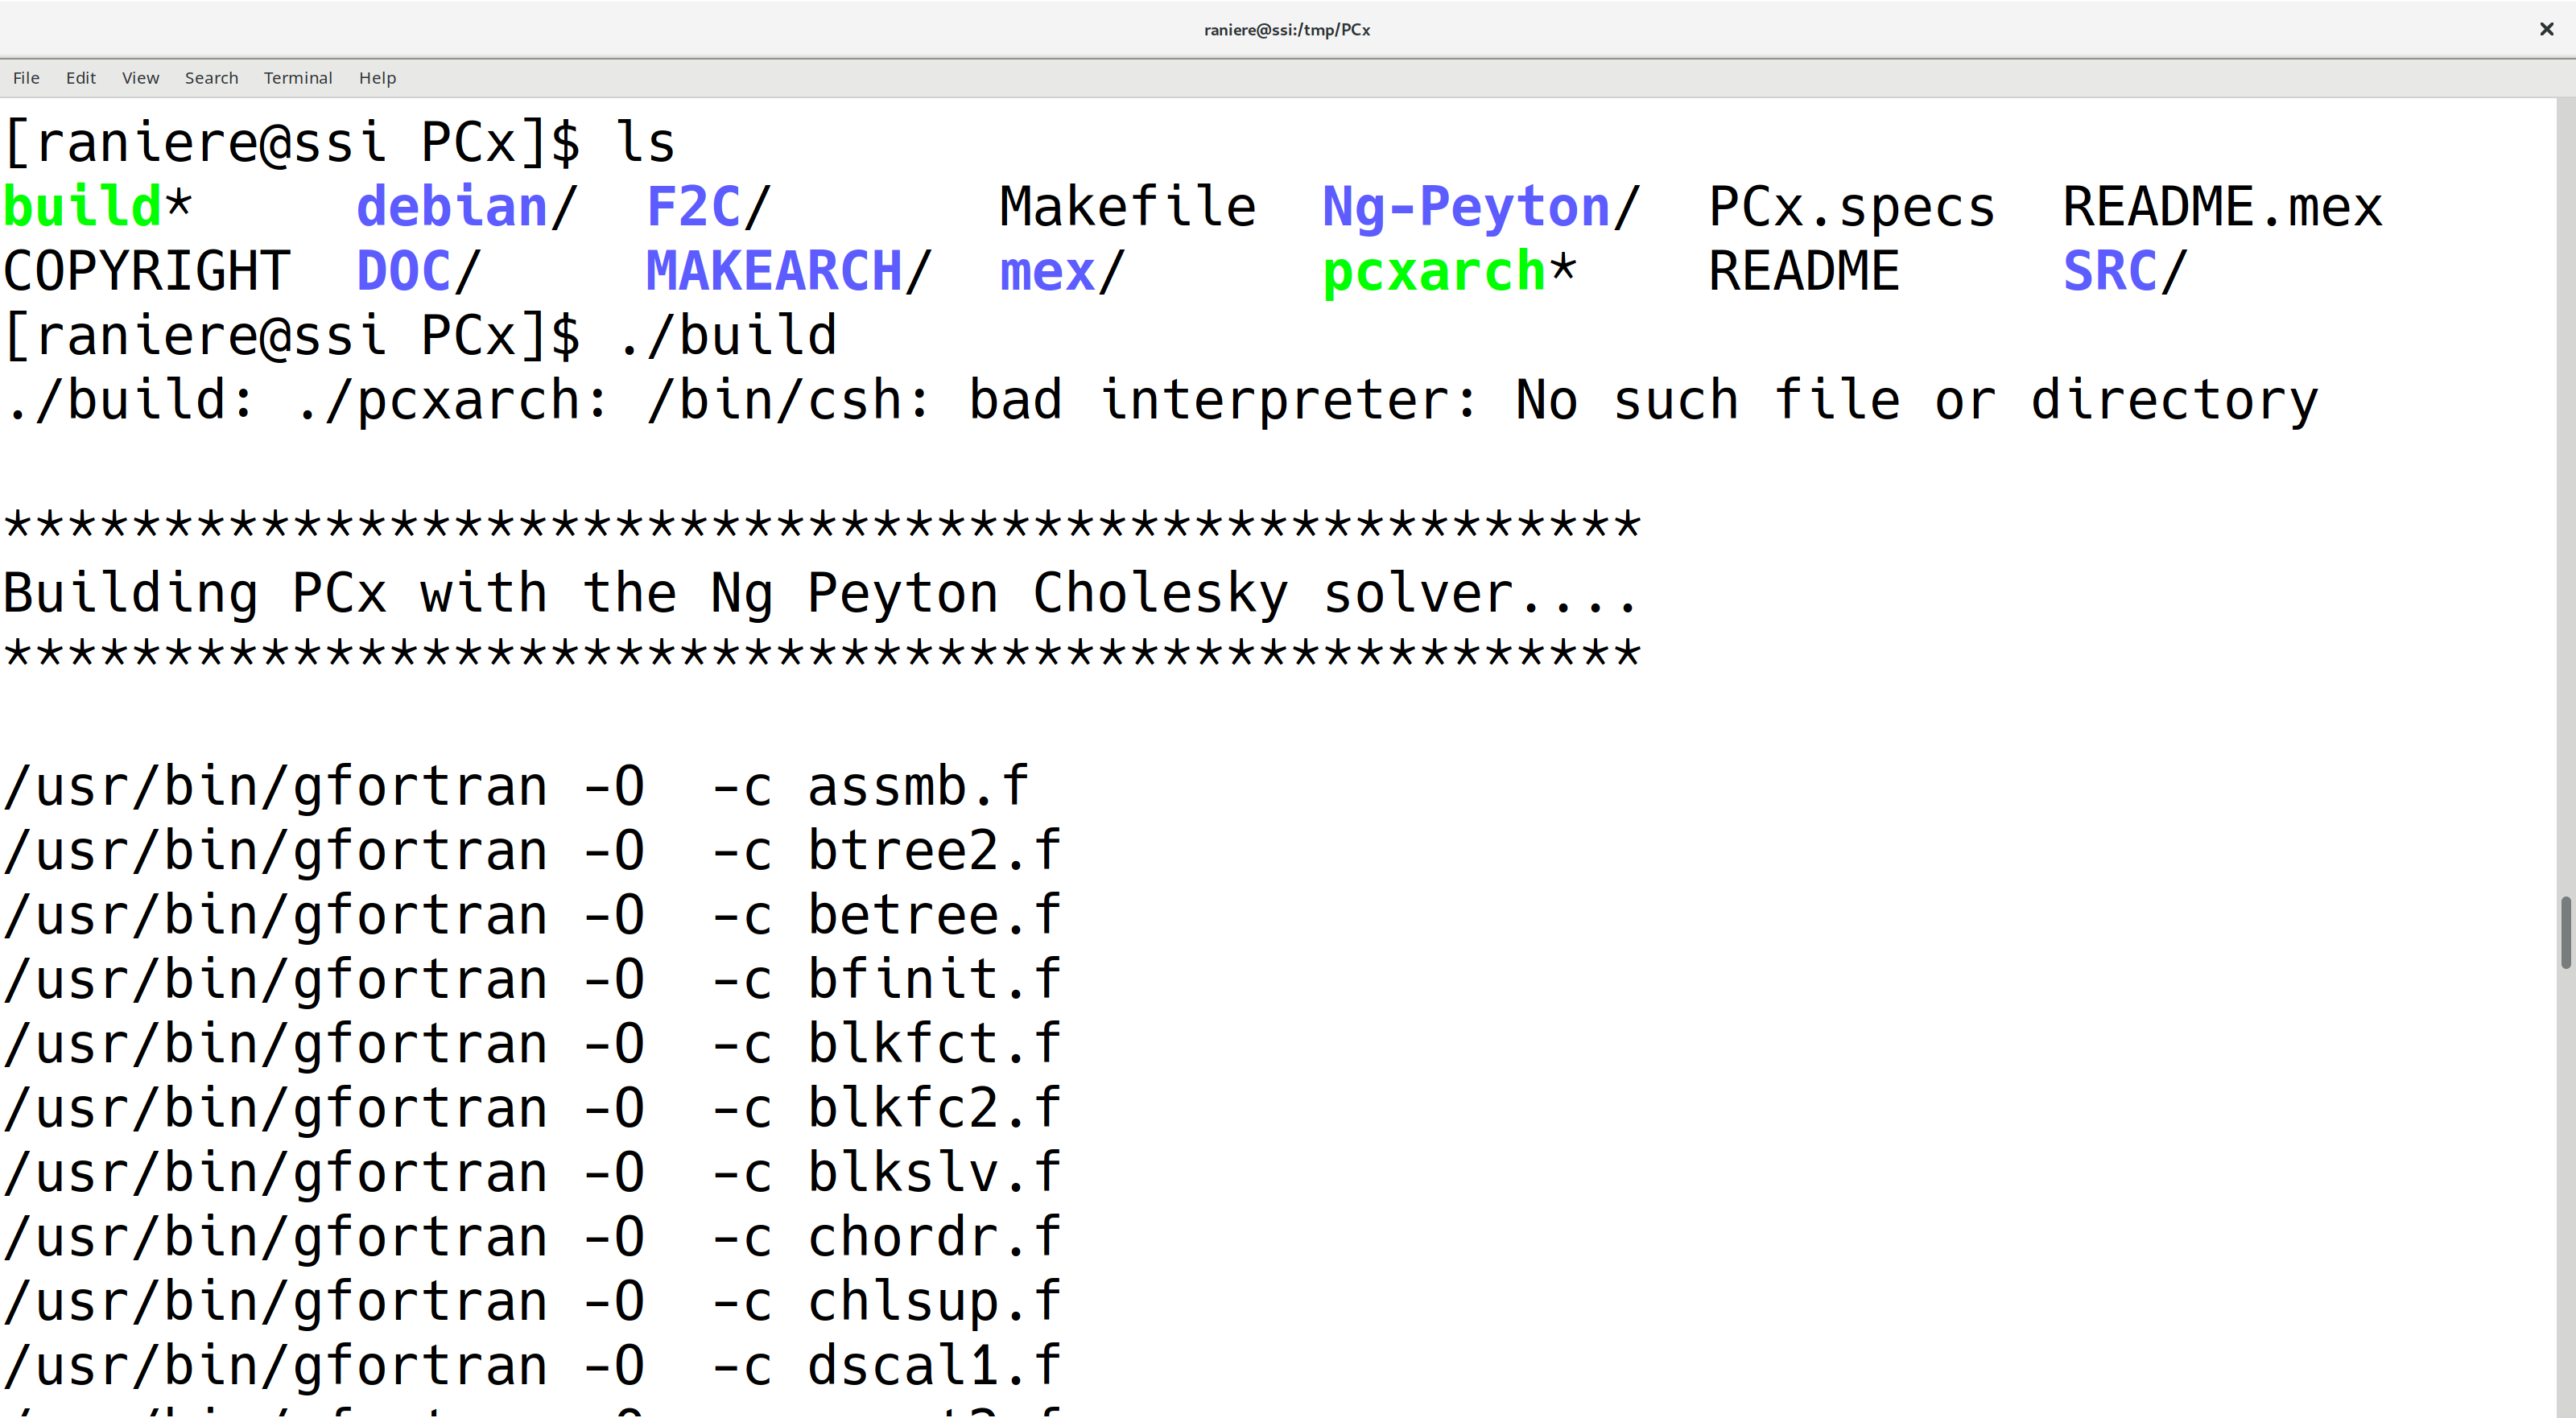 raniere@ssi:/tmp/PCx
File Edit View Search Terminal Help
[raniere@ssi PCx]$ ls
build* debian/ F2C/ Makefile Ng-Peyton/ PCx.specs README.mex
COPYRIGHT DOC/ MAKEARCH/ mex/ pcxarch* README SRC/
[raniere@ssi PCx]$ ./build
./build: ./pcxarch: /bin/csh: bad interpreter: No such file or directory
***************************************************
Building PCx with the Ng Peyton Cholesky solver....
***************************************************
/usr/bin/gfortran -O  -c assmb.f
/usr/bin/gfortran -O  -c btree2.f
/usr/bin/gfortran -O  -c betree.f
/usr/bin/gfortran -O  -c bfinit.f
/usr/bin/gfortran -O  -c blkfct.f
/usr/bin/gfortran -O  -c blkfc2.f
/usr/bin/gfortran -O  -c blkslv.f
/usr/bin/gfortran -O  -c chordr.f
/usr/bin/gfortran -O  -c chlsup.f
/usr/bin/gfortran -O  -c dscal1.f